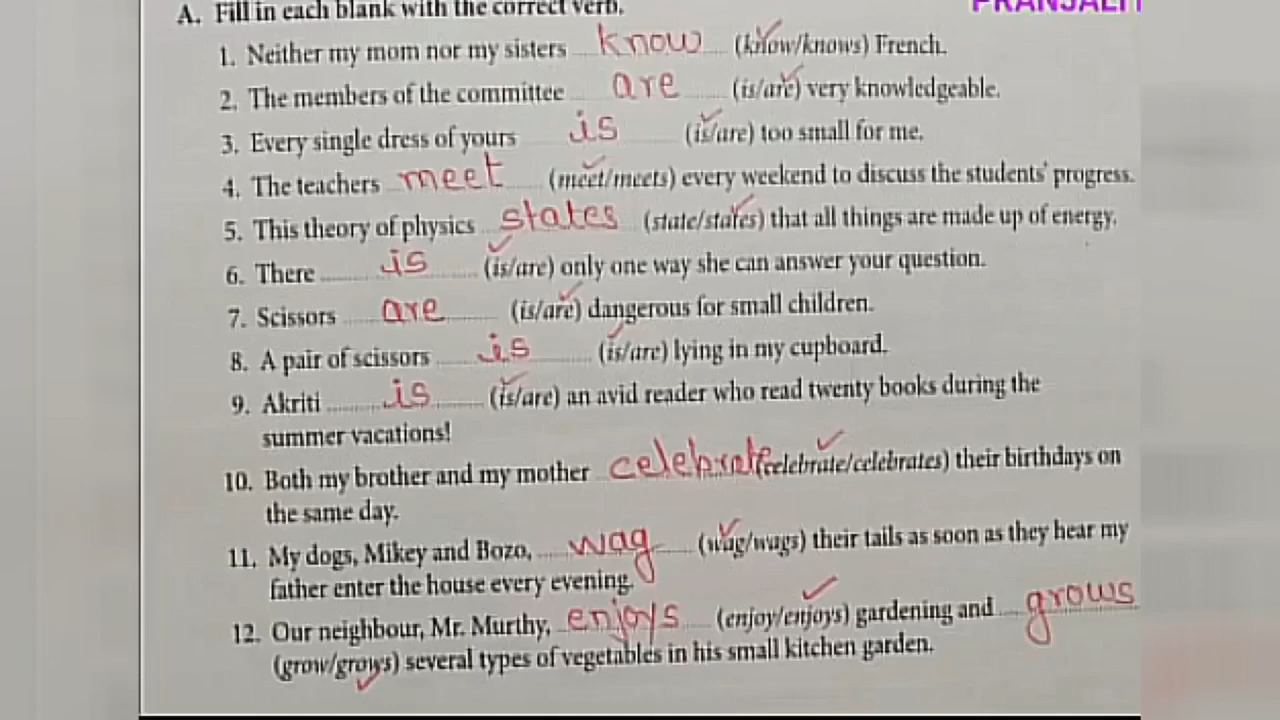 PRANJALIT
A. Fill in each blank with the correct verb.
1. Neither my mom nor my sisters know (know/knows) French.
2. The members of the committee are (is/are) very knowledgeable.
3. Every single dress of yours is (is/are) too small for me.
4. The teachers meet (meet/meets) every weekend to discuss the students' progress.
5. This theory of physics states (state/states) that all things are made up of energy.
6. There is (is/are) only one way she can answer your question.
7. Scissors are (is/are) dangerous for small children.
8. A pair of scissors is (is/are) lying in my cupboard.
9. Akriti is (is/are) an avid reader who read twenty books during the
summer vacations!
10. Both my brother and my mother celebrate (celebrate/celebrates) their birthdays on
the same day.
11. My dogs, Mikey and Bozo, wag (wag/wags) their tails as soon as they hear my
father enter the house every evening.
12. Our neighbour, Mr. Murthy, enjoys (enjoy/enjoys) gardening and grows
(grow/grows) several types of vegetables in his small kitchen garden.